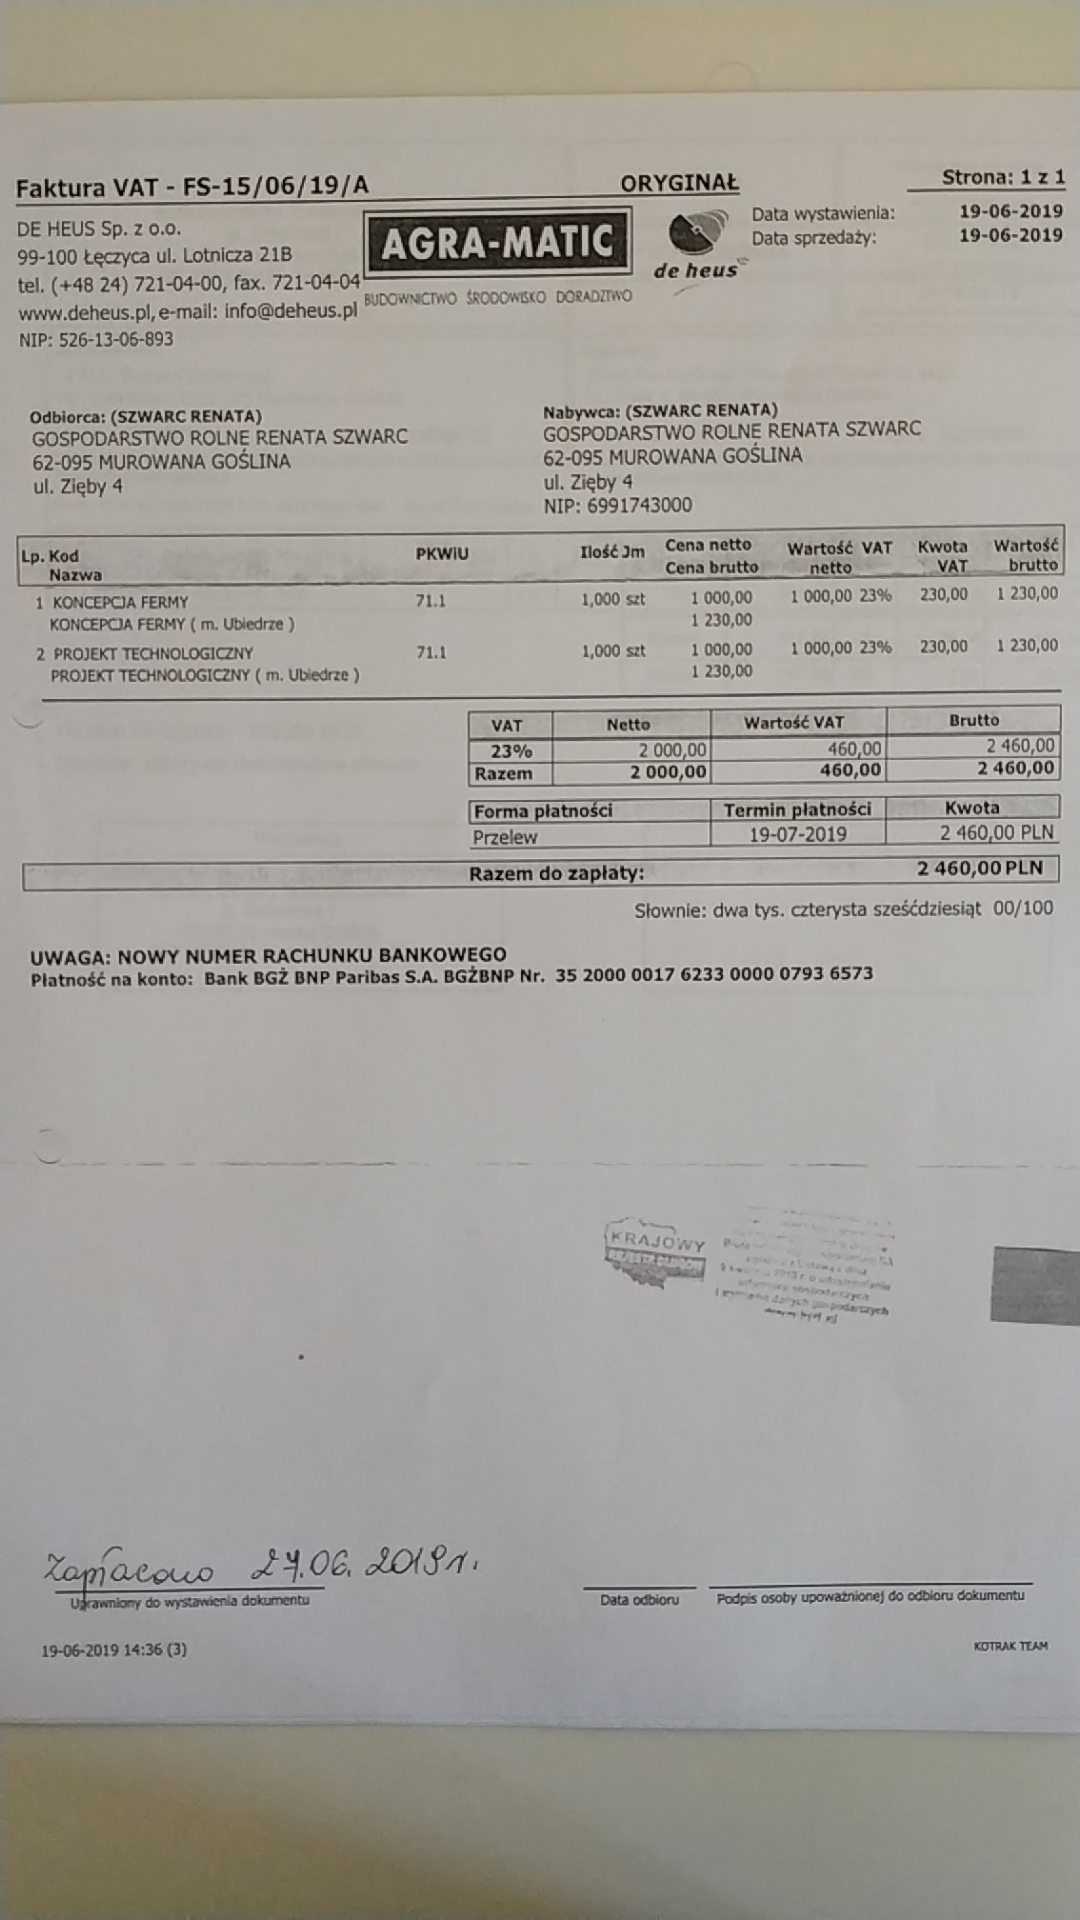 Faktura VAT - FS-15/06/19/A ORYGINAŁ Strona: 1 z 1
DE HEUS Sp. z o.o.
99-100 Łęczyca ul. Lotnicza 21B
tel. (+48 24) 721-04-00, fax. 721-04-04
www.deheus.pl, e-mail: info@deheus.pl
NIP: 526-13-06-893
AGRA-MATIC
BUDOWNICTWO ŚRODOWISKO DORADZTWO
de heus
Data wystawienia: 19-06-2019
Data sprzedaży: 19-06-2019
Odbiorca: (SZWARC RENATA)
GOSPODARSTWO ROLNE RENATA SZWARC
62-095 MUROWANA GOŚLINA
ul. Zięby 4
Nabywca: (SZWARC RENATA)
GOSPODARSTWO ROLNE RENATA SZWARC
62-095 MUROWANA GOŚLINA
ul. Zięby 4
NIP: 6991743000
Lp. Kod PKWiU Ilość Jm Cena netto Wartość VAT Kwota Wartość
Nazwa Cena brutto netto VAT brutto
1 KONCEPCJA FERMY 71.1 1,000 szt 1 000,00 1 000,00 23% 230,00 1 230,00
KONCEPCJA FERMY ( m. Ubiedrze ) 1 230,00
2 PROJEKT TECHNOLOGICZNY 71.1 1,000 szt 1 000,00 1 000,00 23% 230,00 1 230,00
PROJEKT TECHNOLOGICZNY ( m. Ubiedrze ) 1 230,00
VAT Netto Wartość VAT Brutto
23% 2 000,00 460,00 2 460,00
Razem 2 000,00 460,00 2 460,00
Forma płatności Termin płatności Kwota
Przelew 19-07-2019 2 460,00 PLN
Razem do zapłaty: 2 460,00 PLN
Słownie: dwa tys. czterysta sześćdziesiąt 00/100
UWAGA: NOWY NUMER RACHUNKU BANKOWEGO
Płatność na konto: Bank BGŻ BNP Paribas S.A. BGŻBNP Nr. 35 2000 0017 6233 0000 0793 6573
KRAJOWY
informacji gospodarczych
i wymianie danych gospodarczych
Zapłacono 27.06.2019r.
Uprawniony do wystawienia dokumentu
Data odbioru
Podpis osoby upoważnionej do odbioru dokumentu
19-06-2019 14:36 (3)
KOTRAK TEAM